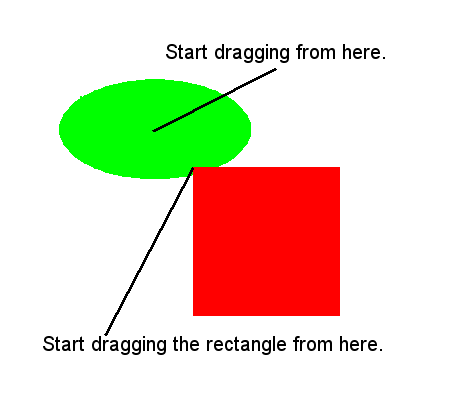 Start dragging from here.
Start dragging the rectangle from here.